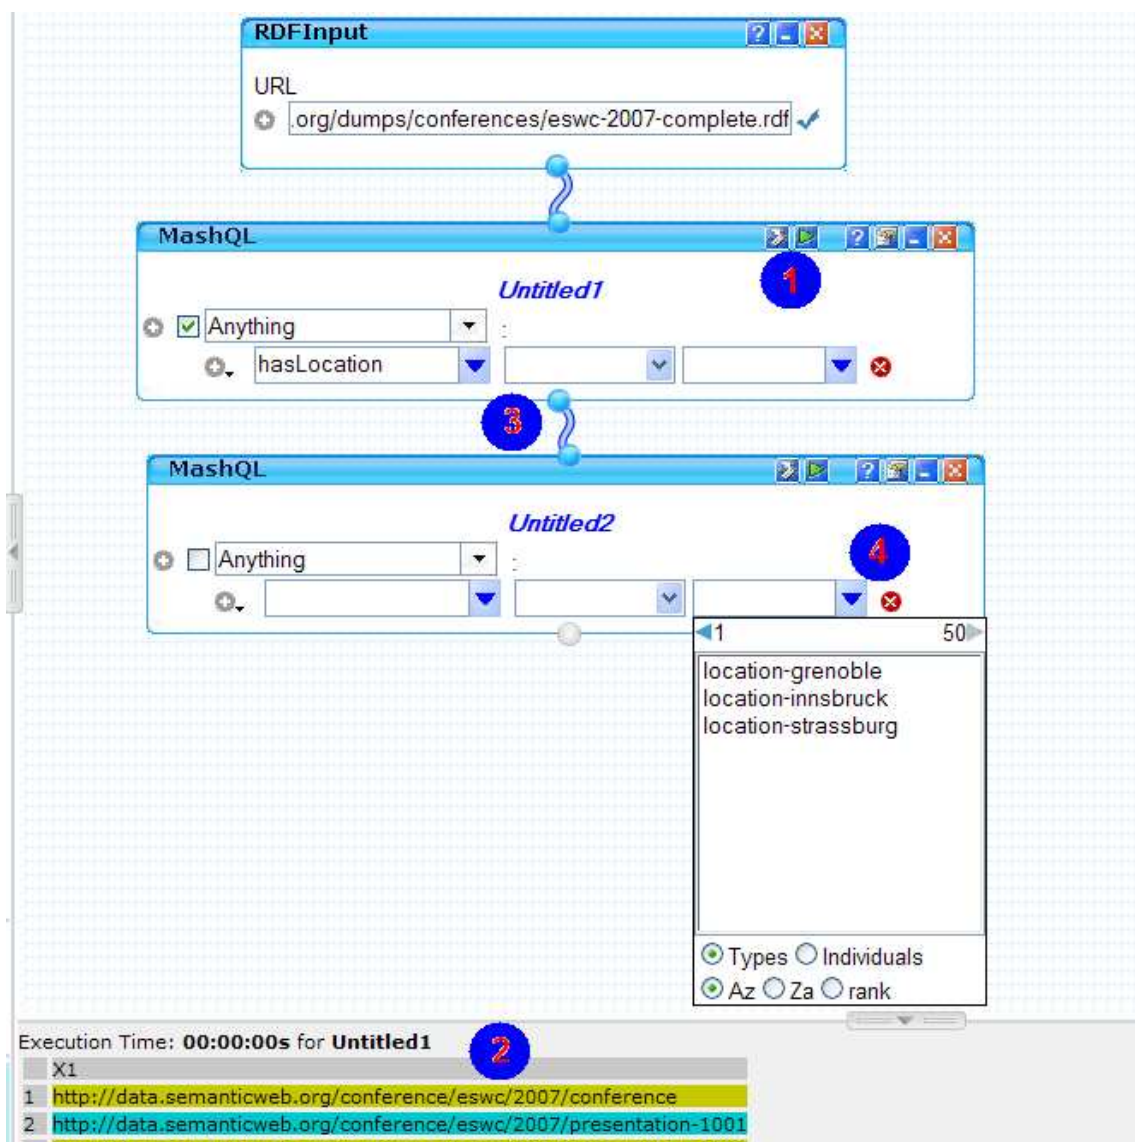 RDFInput ?
URL
.org/dumps/conferences/eswc-2007-complete.rdf
MashQL ?
1
Untitled1
Anything :
hasLocation
3
MashQL ?
Untitled2
4
Anything :
1 50
location-grenoble
location-innsbruck
location-strassburg
Types Individuals
Az Za rank
Execution Time: 00:00:00s for Untitled1
2
X1
1 http://data.semanticweb.org/conference/eswc/2007/conference
2 http://data.semanticweb.org/conference/eswc/2007/presentation-1001